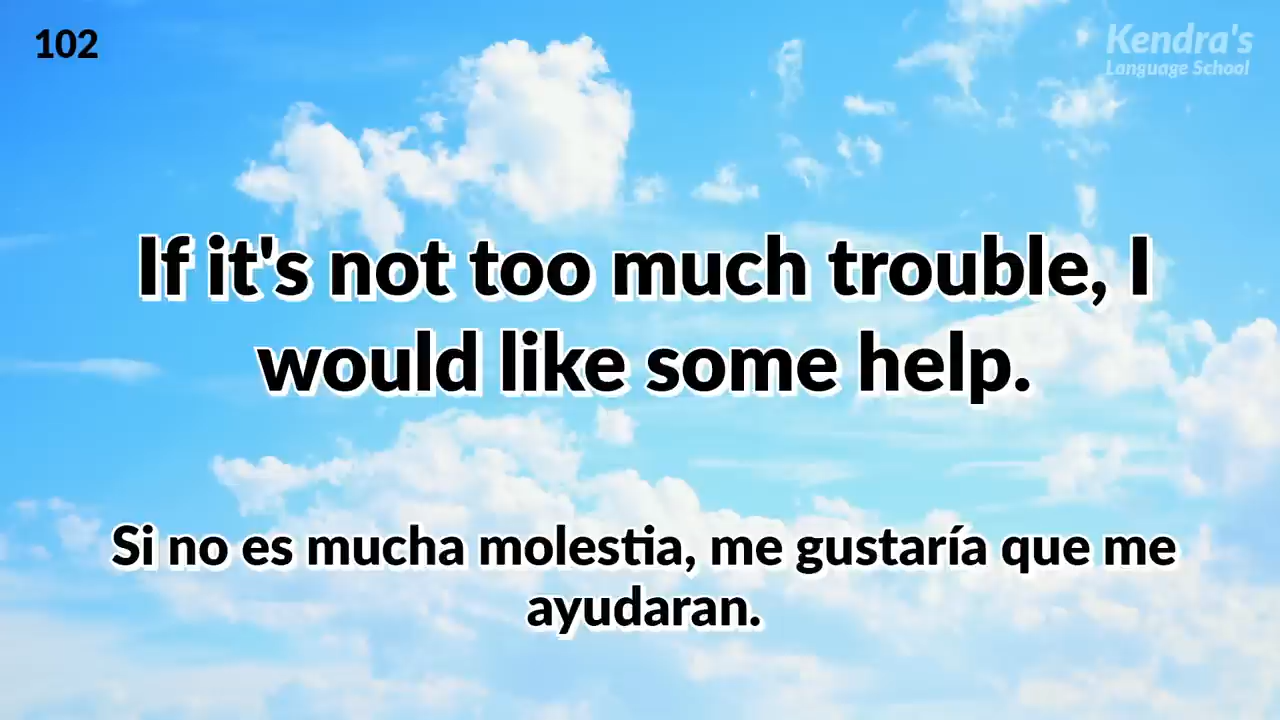 102
Kendra's
Language School
If it's not too much trouble, I
would like some help.
Si no es mucha molestia, me gustaría que me
ayudaran.